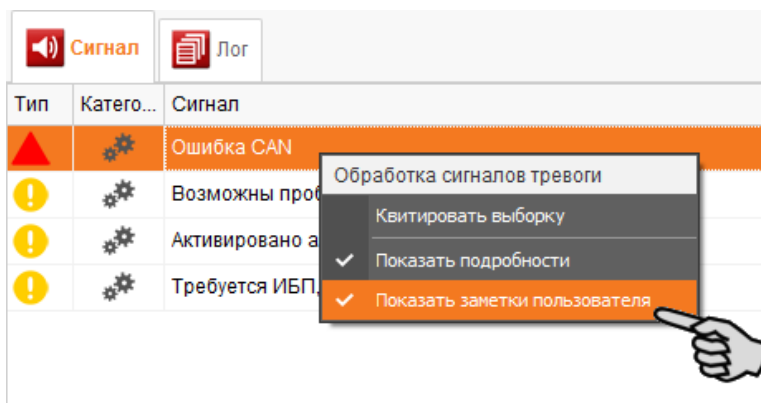 Сигнал
Лог
Тип Катего... Сигнал
Ошибка CAN
Обработка сигналов тревоги
Возможны проб
Квитировать выборку
Активировано а
Показать подробности
Требуется ИБП,
Показать заметки пользователя